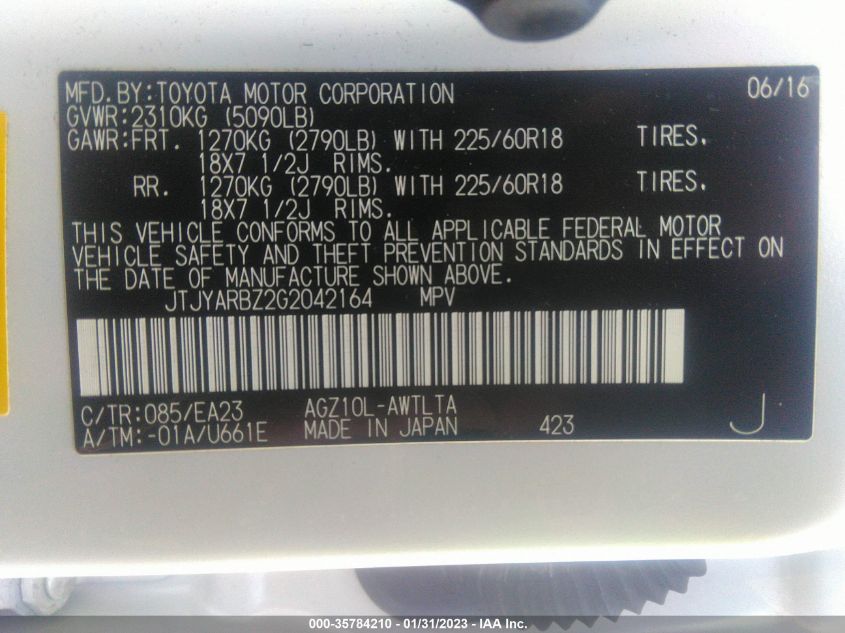 MFD.BY:TOYOTA MOTOR CORPORATION 06/16
GVWR:2310KG (5090LB)
GAWR:FRT. 1270KG (2790LB) WITH 225/60R18 TIRES.
18X7 1/2J RIMS.
RR. 1270KG (2790LB) WITH 225/60R18 TIRES.
18X7 1/2J RIMS.
THIS VEHICLE CONFORMS TO ALL APPLICABLE FEDERAL MOTOR
VEHICLE SAFETY AND THEFT PREVENTION STANDARDS IN EFFECT ON
THE DATE OF MANUFACTURE SHOWN ABOVE.
JTJYARBZ2G2042164 MPV
C/TR:085/EA23 AGZ10L-AWTLTA
A/TM:-01A/U661E MADE IN JAPAN 423 J
000-35784210 - 01/31/2023 - IAA Inc.